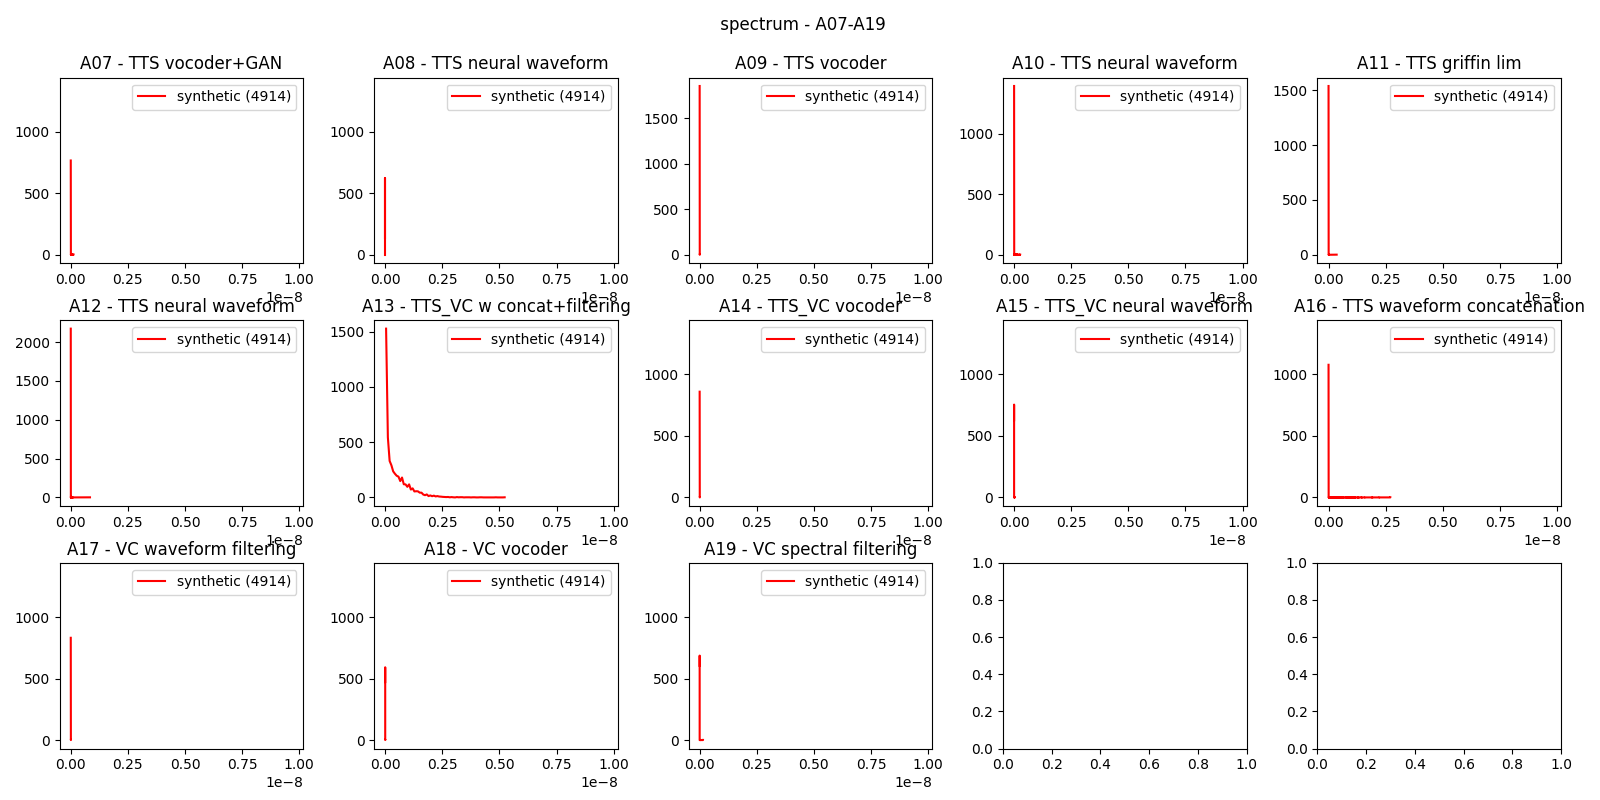 spectrum - A07-A19
A07 - TTS vocoder+GAN
synthetic (4914)
1000
500
0
0.00 0.25 0.50 0.75 1.00
1e−8
A08 - TTS neural waveform
synthetic (4914)
1000
500
0
0.00 0.25 0.50 0.75 1.00
1e−8
A09 - TTS vocoder
synthetic (4914)
1500
1000
500
0
0.00 0.25 0.50 0.75 1.00
1e−8
A10 - TTS neural waveform
synthetic (4914)
1000
500
0
0.00 0.25 0.50 0.75 1.00
1e−8
A11 - TTS griffin lim
synthetic (4914)
1500
1000
500
0
0.00 0.25 0.50 0.75 1.00
1e−8
A12 - TTS neural waveform
synthetic (4914)
2000
1500
1000
500
0
0.00 0.25 0.50 0.75 1.00
1e−8
A13 - TTS_VC w concat+filtering
synthetic (4914)
1500
1000
500
0
0.00 0.25 0.50 0.75 1.00
1e−8
A14 - TTS_VC vocoder
synthetic (4914)
1000
500
0
0.00 0.25 0.50 0.75 1.00
1e−8
A15 - TTS_VC neural waveform
synthetic (4914)
1000
500
0
0.00 0.25 0.50 0.75 1.00
1e−8
A16 - TTS waveform concatenation
synthetic (4914)
1000
500
0
0.00 0.25 0.50 0.75 1.00
1e−8
A17 - VC waveform filtering
synthetic (4914)
1000
500
0
0.00 0.25 0.50 0.75 1.00
1e−8
A18 - VC vocoder
synthetic (4914)
1000
500
0
0.00 0.25 0.50 0.75 1.00
1e−8
A19 - VC spectral filtering
synthetic (4914)
1000
500
0
0.00 0.25 0.50 0.75 1.00
1e−8
1.0
0.8
0.6
0.4
0.2
0.0
0.0 0.2 0.4 0.6 0.8 1.0
1.0
0.8
0.6
0.4
0.2
0.0
0.0 0.2 0.4 0.6 0.8 1.0